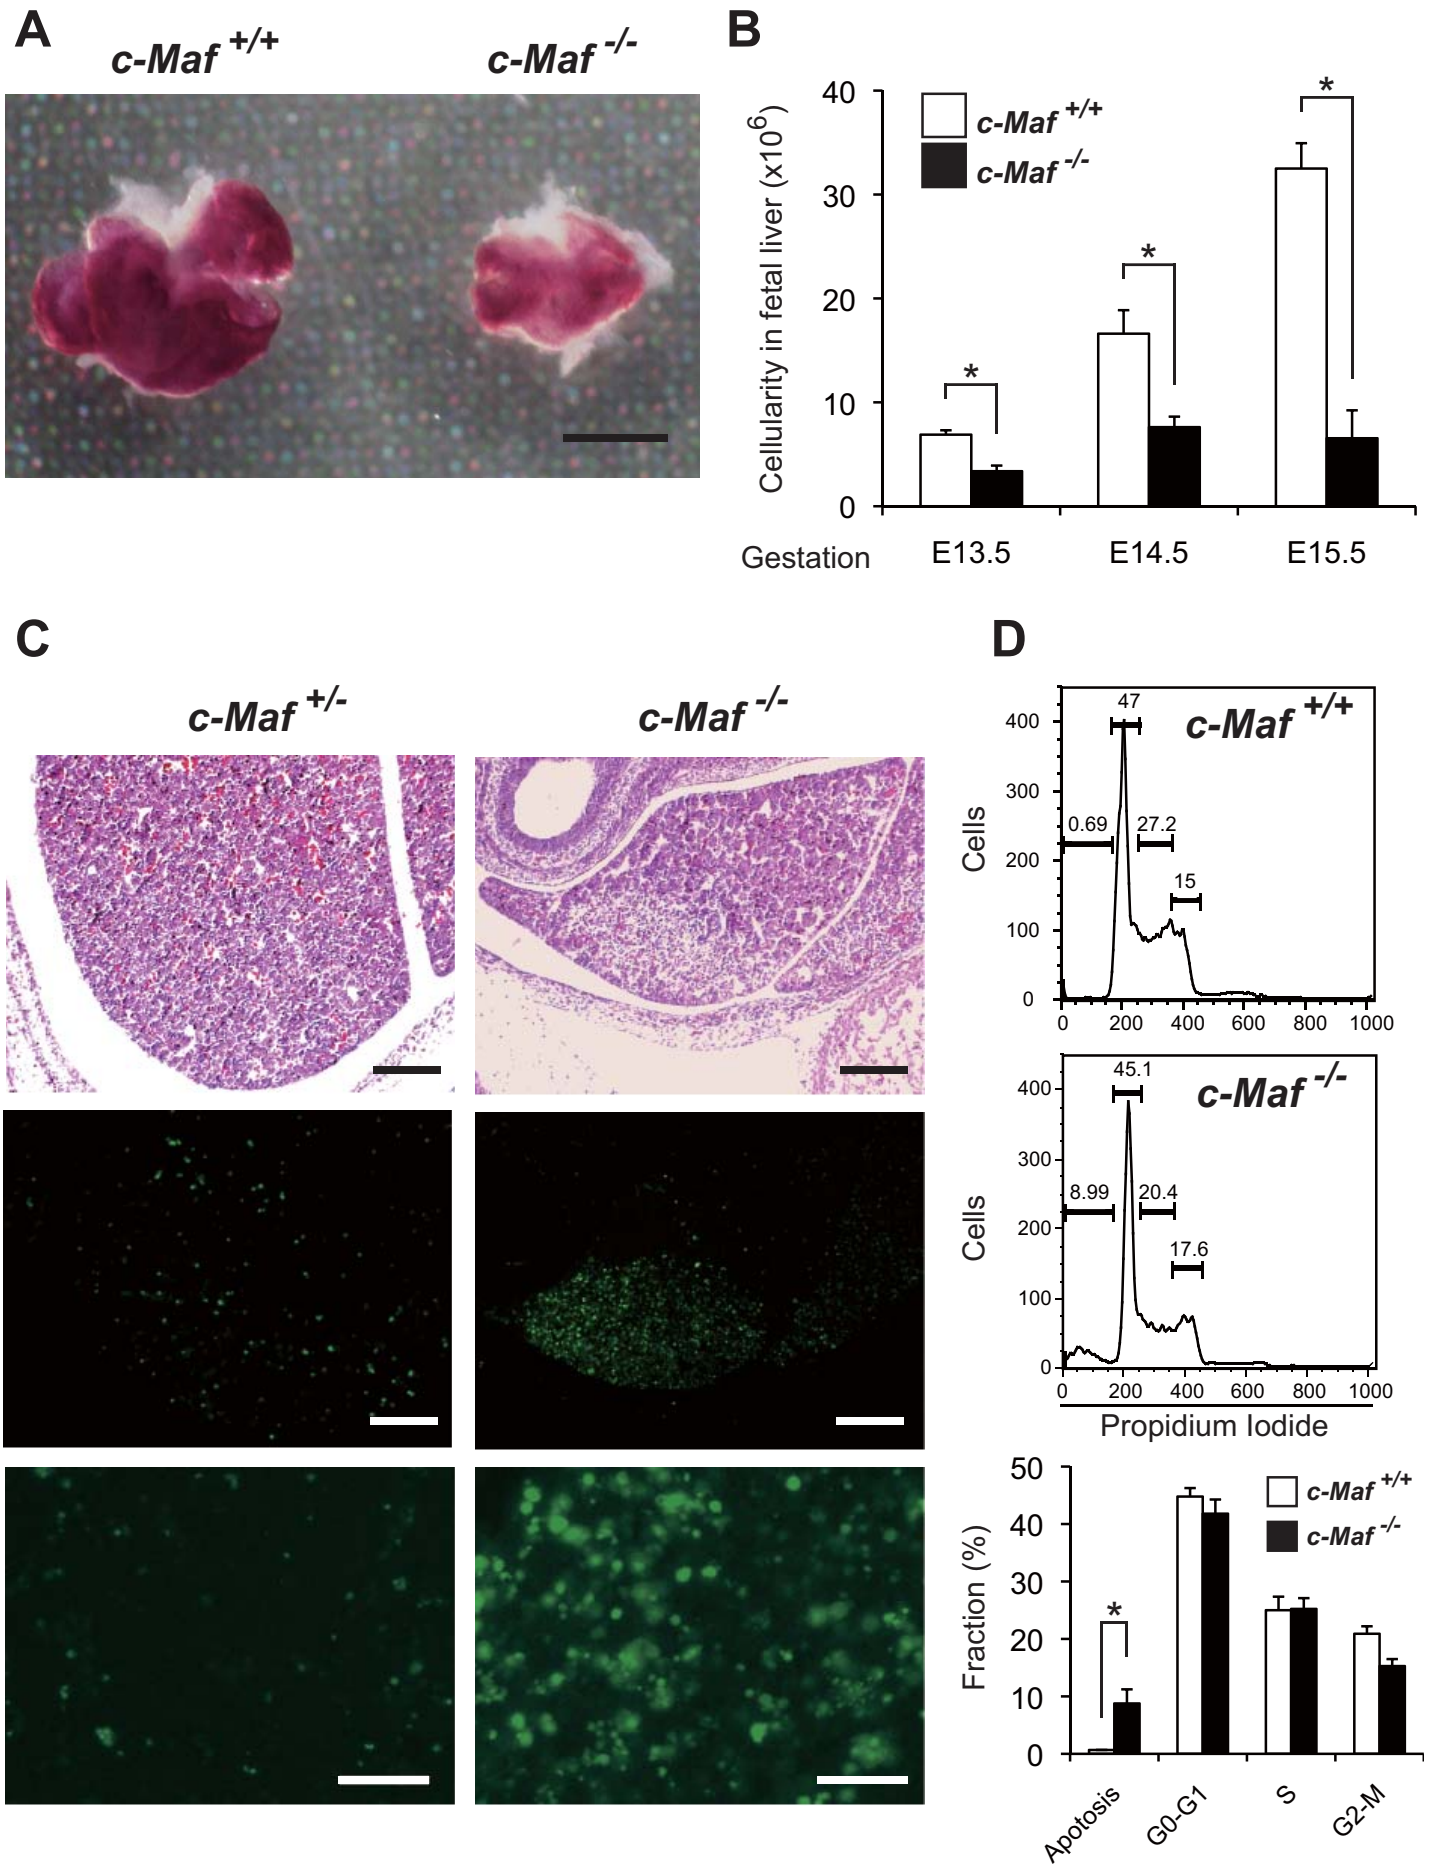 A
c-Maf +/+
c-Maf -/-
B
Cellularity in fetal liver (x10^6)
40
30
20
10
0
c-Maf +/+
c-Maf -/-
*
*
*
Gestation
E13.5
E14.5
E15.5
C
c-Maf +/-
c-Maf -/-
D
Cells
400
300
200
100
0
c-Maf +/+
47
0.69
27.2
15
0 200 400 600 800 1000
Cells
400
300
200
100
0
c-Maf -/-
45.1
8.99
20.4
17.6
0 200 400 600 800 1000
Propidium Iodide
Fraction (%)
50
40
30
20
10
0
c-Maf +/+
c-Maf -/-
*
Apotosis
G0-G1
S
G2-M